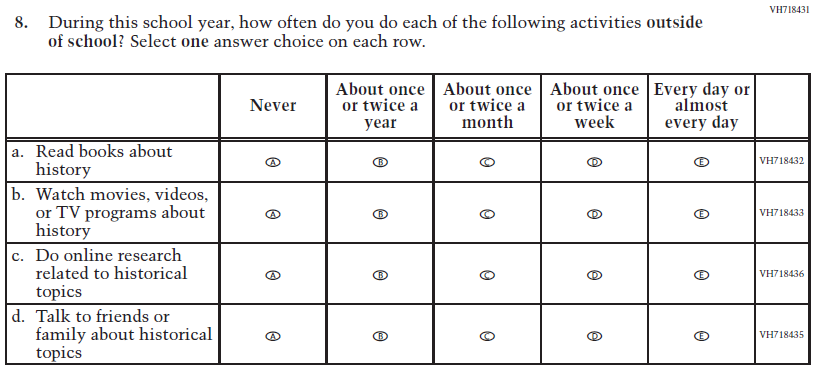 VH718431
8. During this school year, how often do you do each of the following activities outside
of school? Select one answer choice on each row.
Never
About once
or twice a
year
About once
or twice a
month
About once
or twice a
week
Every day or
almost
every day
a. Read books about
history
A B C D E VH718432
b. Watch movies, videos,
or TV programs about
history
A B C D E VH718433
c. Do online research
related to historical
topics
A B C D E VH718436
d. Talk to friends or
family about historical
topics
A B C D E VH718435